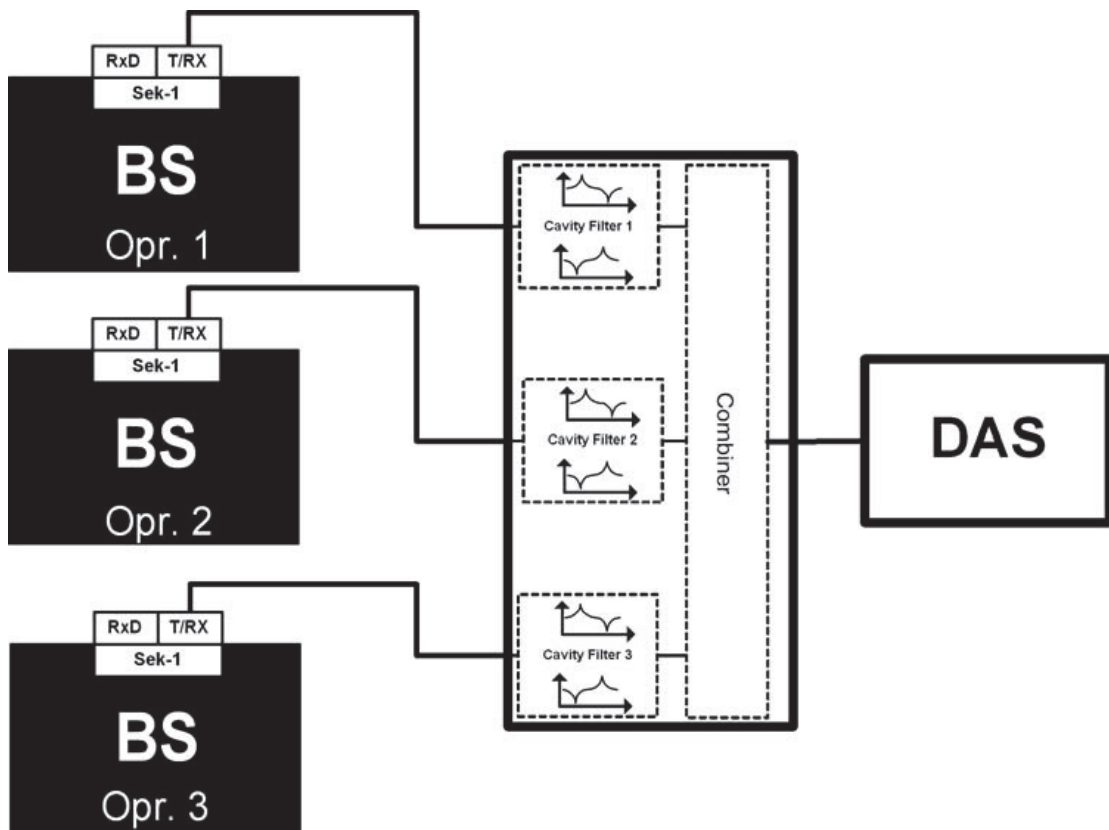 RxD T/RX
Sek-1
BS
Opr. 1
RxD T/RX
Sek-1
BS
Opr. 2
RxD T/RX
Sek-1
BS
Opr. 3
Cavity Filter 1
Cavity Filter 2
Cavity Filter 3
Combiner
DAS